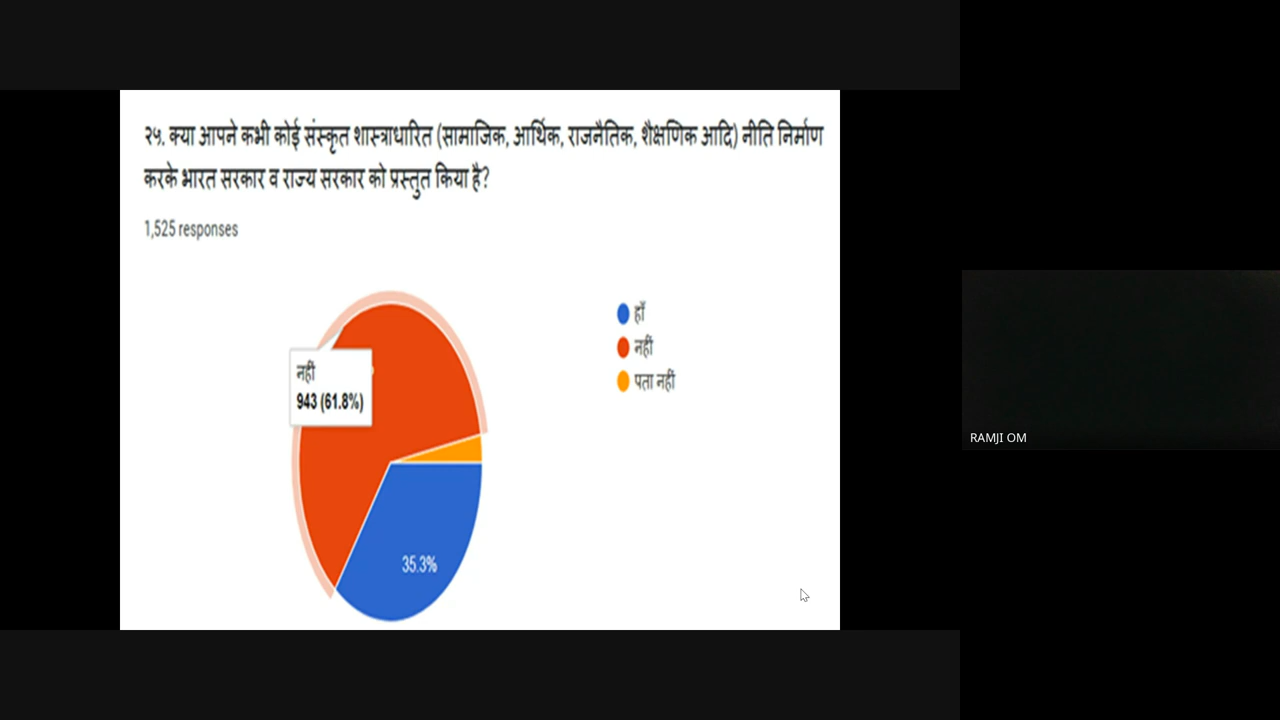 २५. क्या आपने कभी कोई संस्कृत शास्त्राधारित (सामाजिक, आर्थिक, राजनैतिक, शैक्षणिक आदि) नीति निर्माण
करके भारत सरकार व राज्य सरकार को प्रस्तुत किया है?
1,525 responses
हाँ
नहीं
पता नहीं
नहीं
943 (61.8%)
35.3%
RAMJI OM